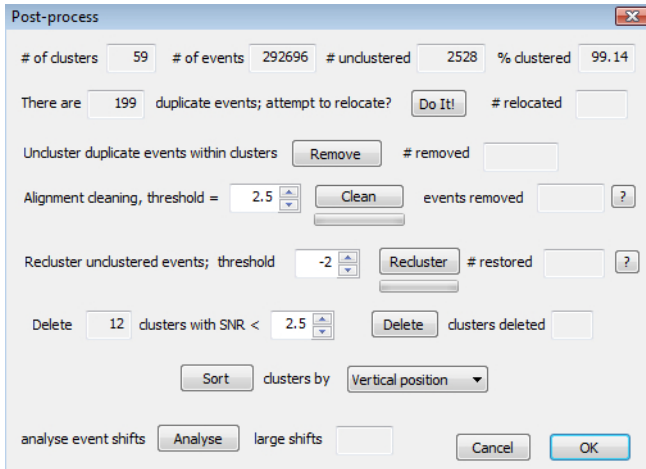 Post-process
# of clusters 59 # of events 292696 # unclustered 2528 % clustered 99.14
There are 199 duplicate events; attempt to relocate? Do It! # relocated
Uncluster duplicate events within clusters Remove # removed
Alignment cleaning, threshold = 2.5 Clean events removed ?
Recluster unclustered events; threshold -2 Recluster # restored ?
Delete 12 clusters with SNR < 2.5 Delete clusters deleted
Sort clusters by Vertical position
analyse event shifts Analyse large shifts
Cancel OK